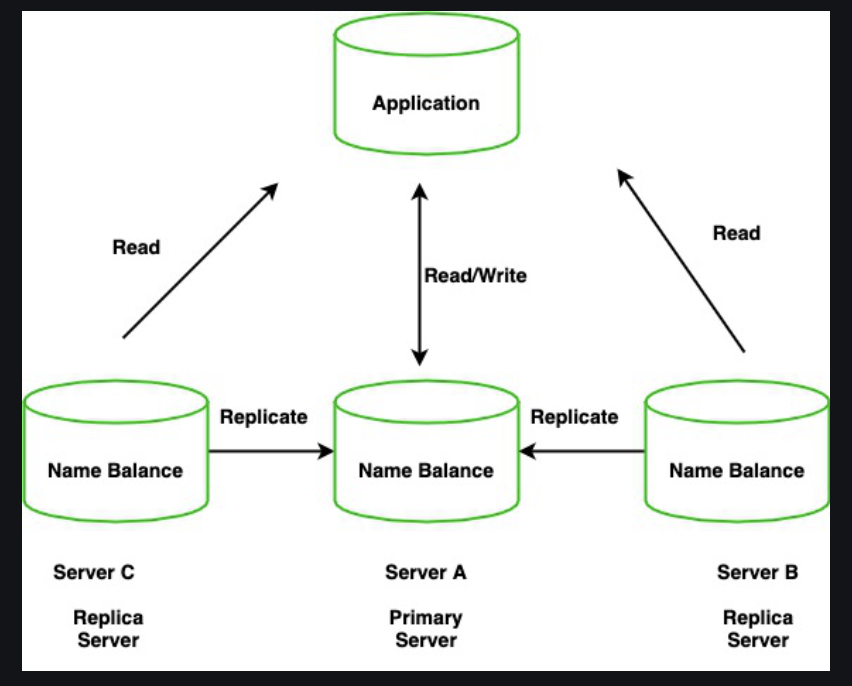 Application
Read
Read
Read/Write
Replicate
Replicate
Name Balance
Name Balance
Name Balance
Server C
Server A
Server B
Replica
Server
Primary
Server
Replica
Server